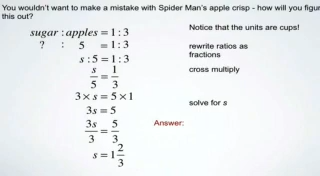 You wouldn't want to make a mistake with Spider Man's apple crisp - how will you figur
this out?
sugar : apples = 1 : 3
Notice that the units are cups!
? : 5 = 1 : 3
rewrite ratios as
fractions
s : 5 = 1 : 3
s/5 = 1/3
cross multiply
3 × s = 5 × 1
3s = 5
solve for s
3s/3 = 5/3
Answer:
s = 1 2/3